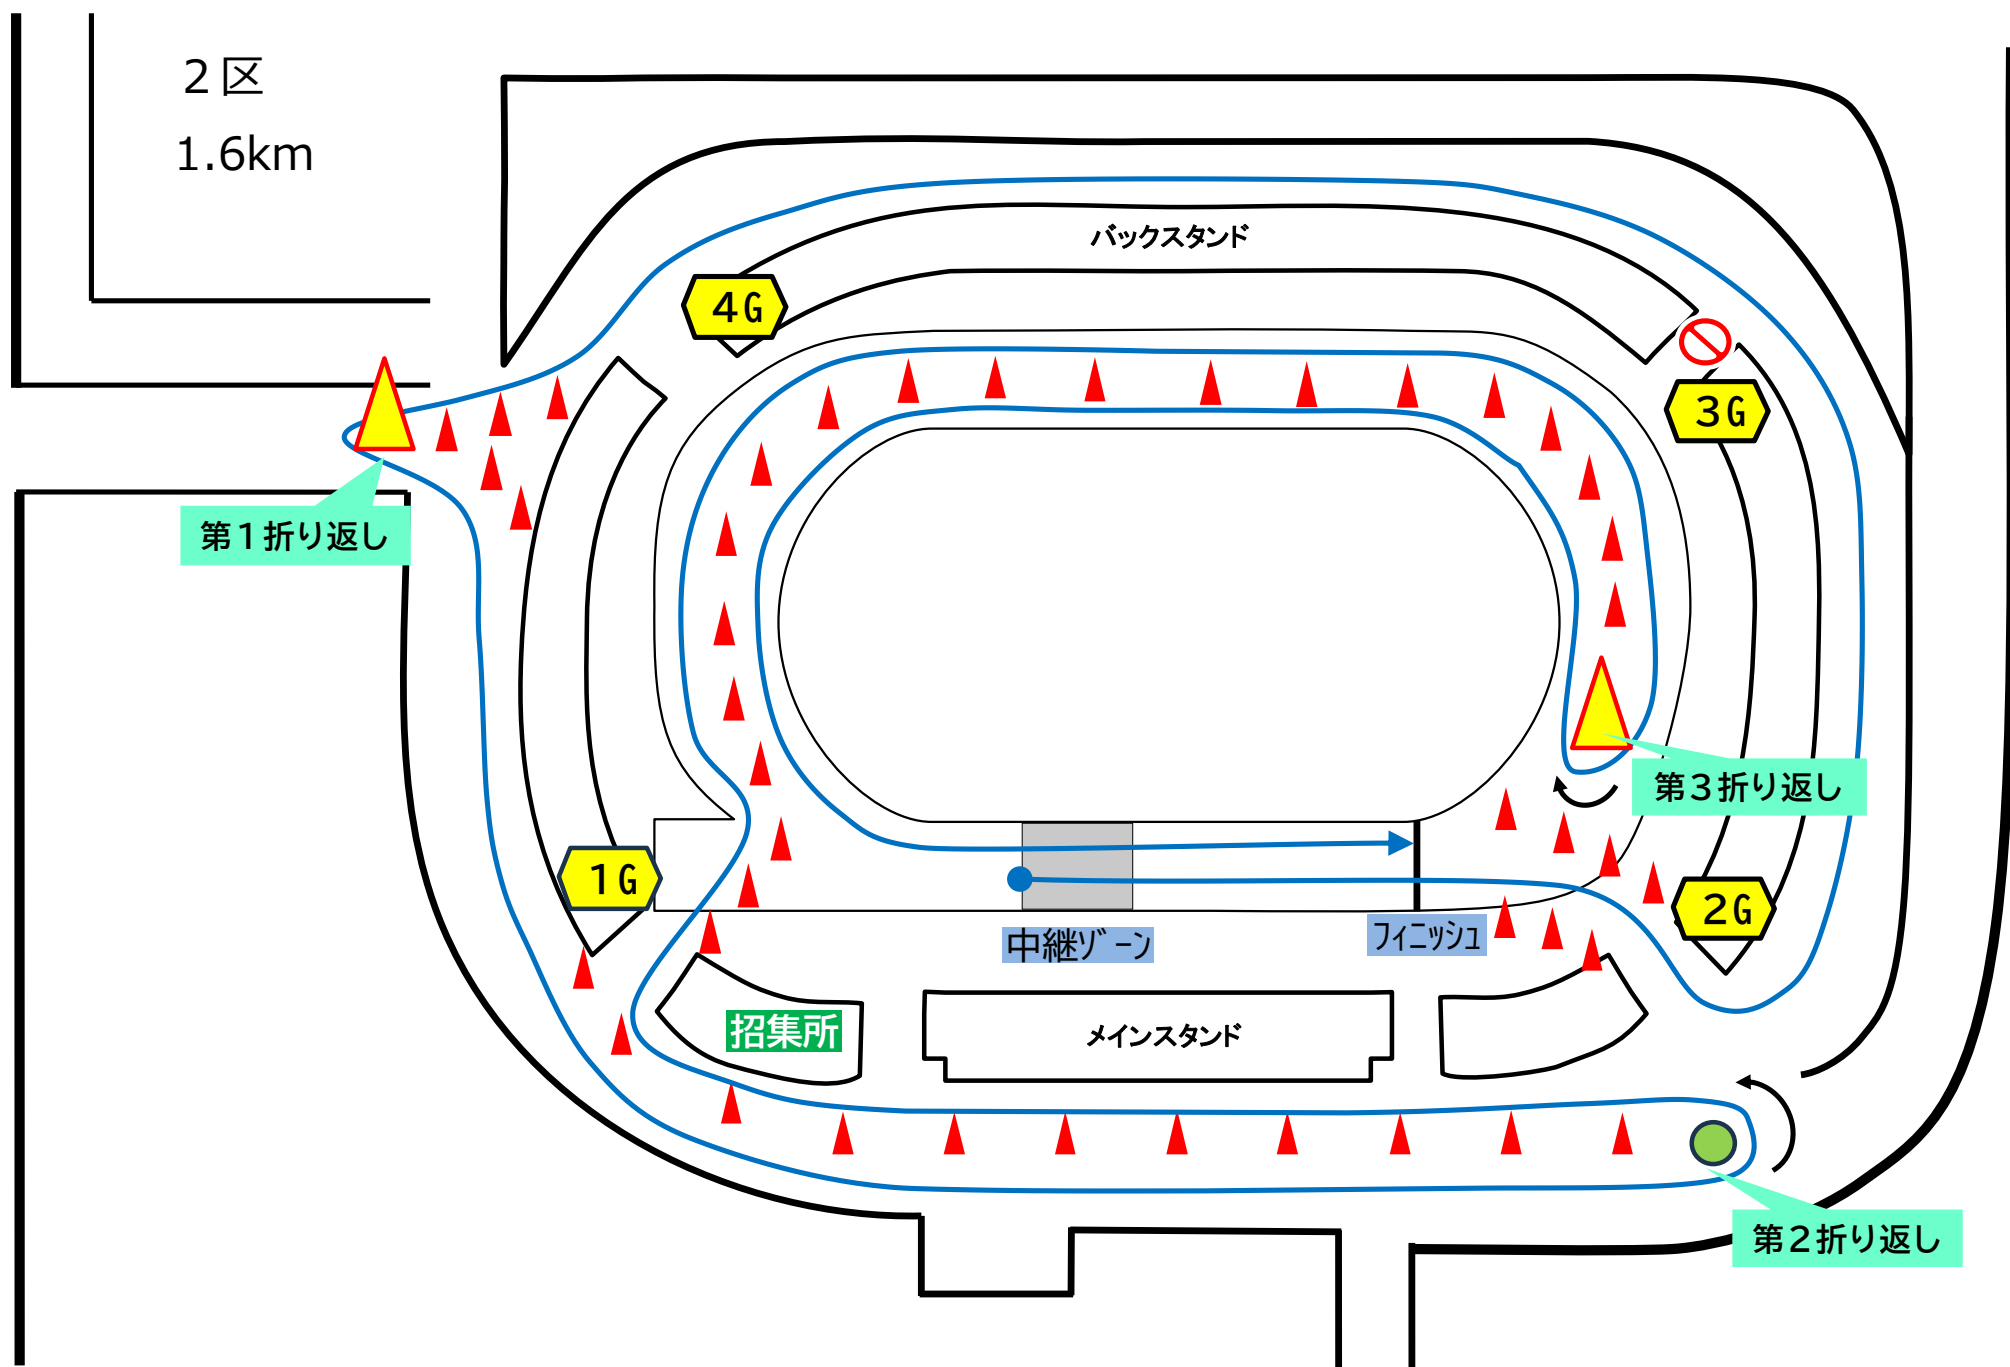 ２区
1.6km
バックスタンド
４G
３G
第１折り返し
第３折り返し
１G
２G
中継ゾーン
フィニッシュ
招集所
メインスタンド
第２折り返し